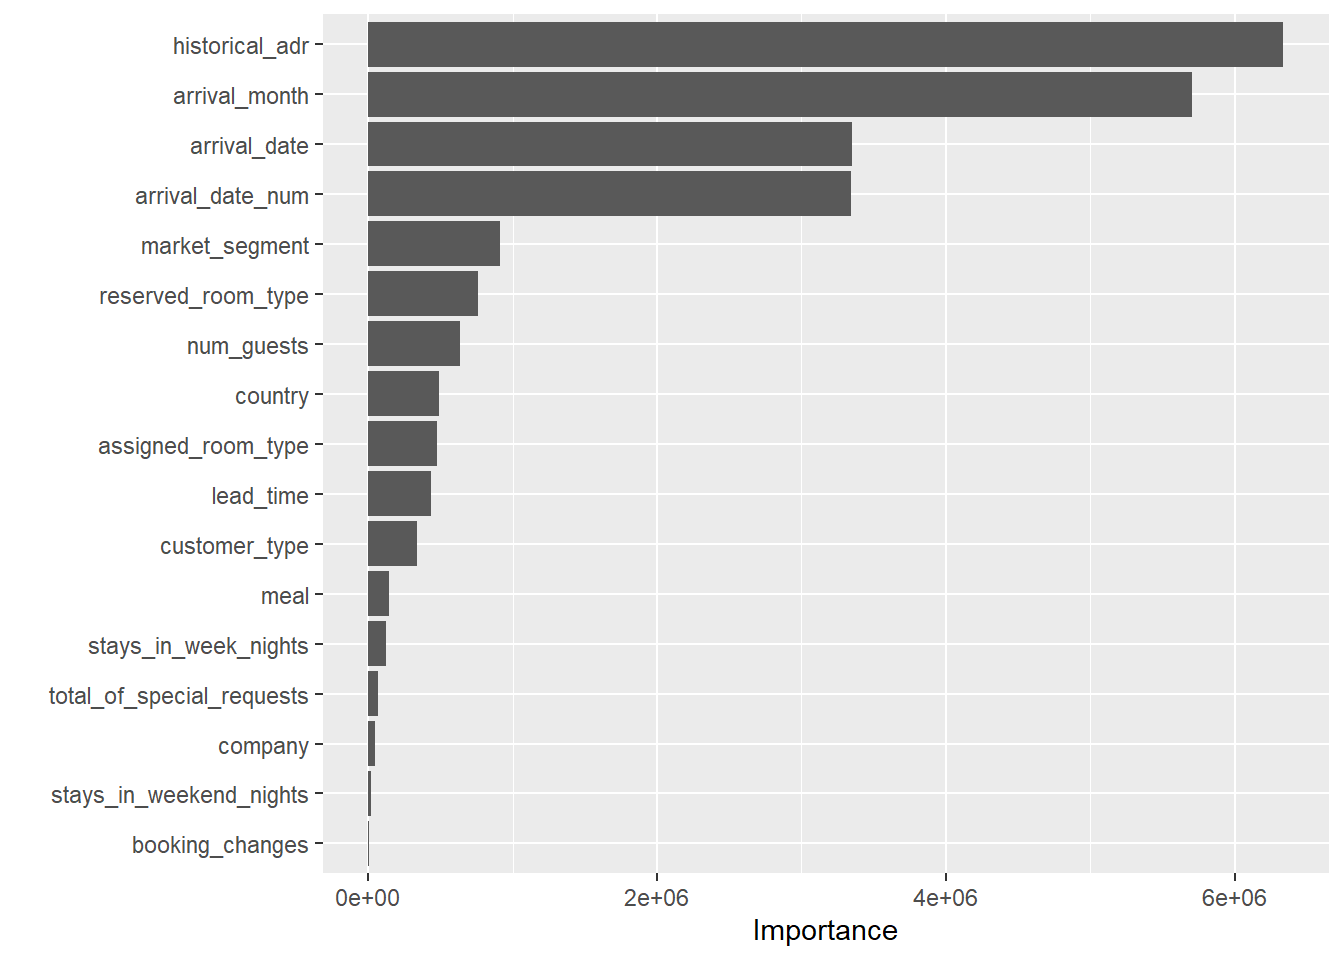 historical_adr
arrival_month
arrival_date
arrival_date_num
market_segment
reserved_room_type
num_guests
country
assigned_room_type
lead_time
customer_type
meal
stays_in_week_nights
total_of_special_requests
company
stays_in_weekend_nights
booking_changes
0e+00 2e+06 4e+06 6e+06
Importance